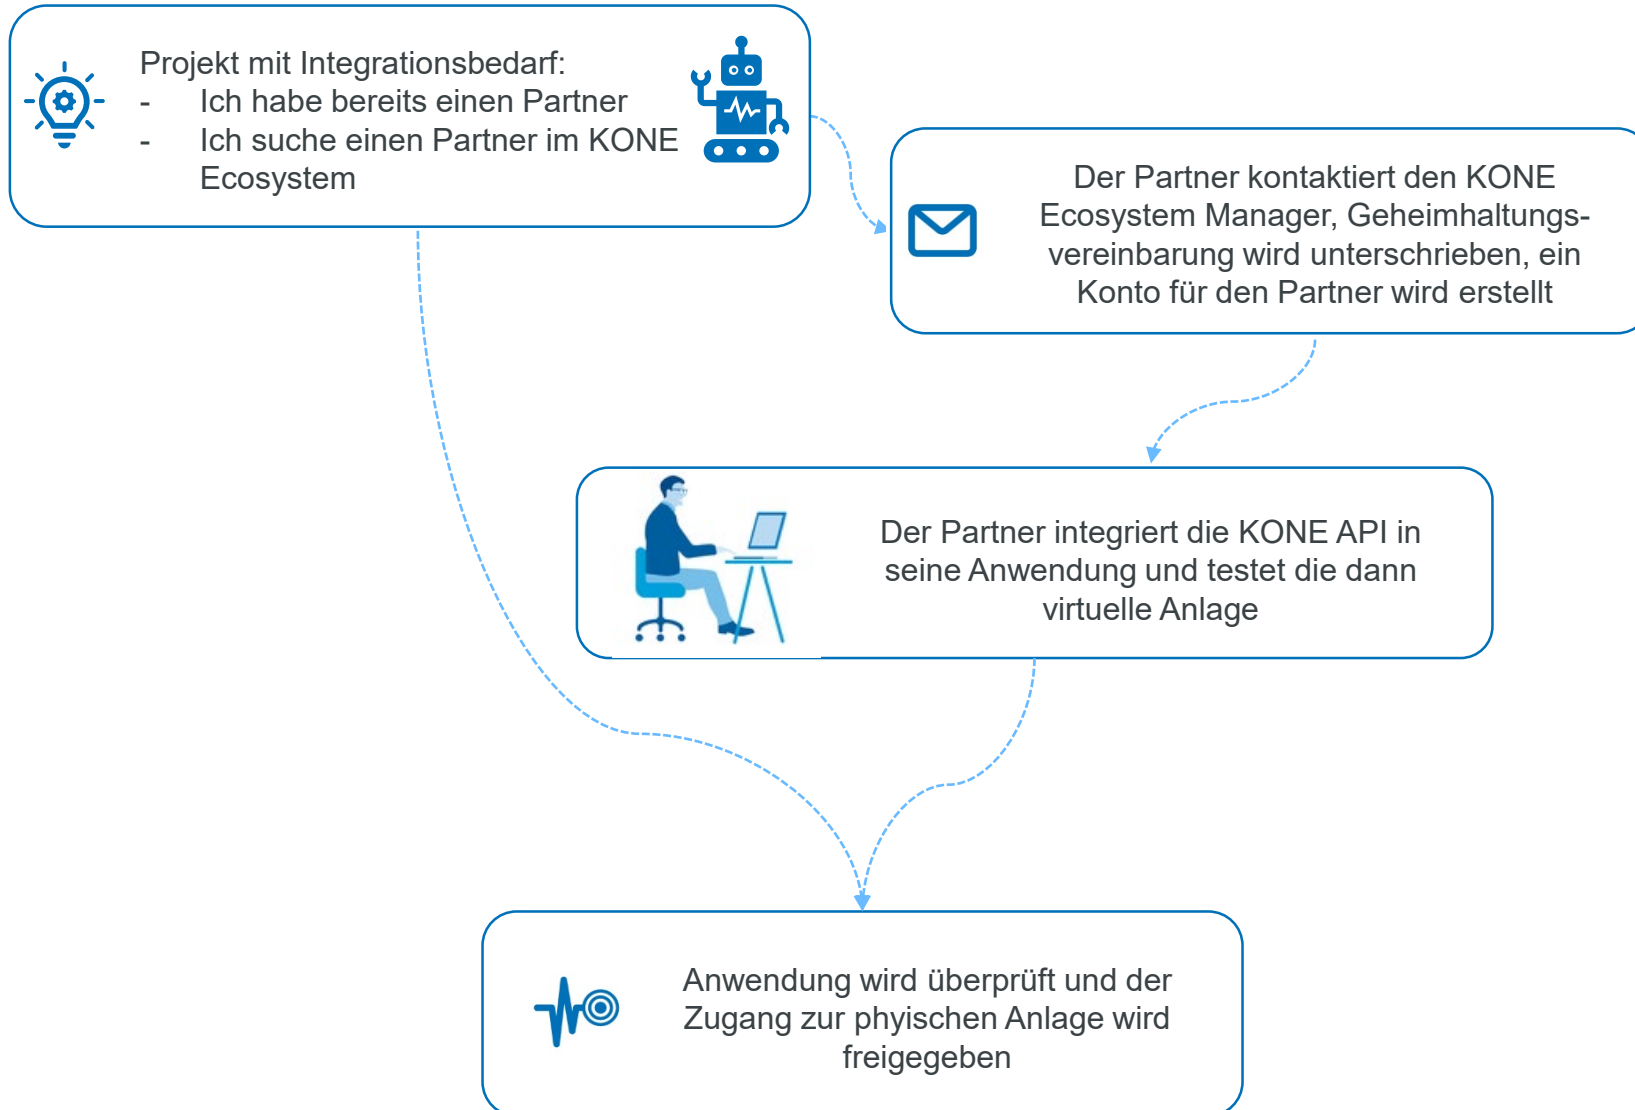 Projekt mit Integrationsbedarf:
- Ich habe bereits einen Partner
- Ich suche einen Partner im KONE
Ecosystem
Der Partner kontaktiert den KONE
Ecosystem Manager, Geheimhaltungs-
vereinbarung wird unterschrieben, ein
Konto für den Partner wird erstellt
Der Partner integriert die KONE API in
seine Anwendung und testet die dann
virtuelle Anlage
Anwendung wird überprüft und der
Zugang zur phyischen Anlage wird
freigegeben